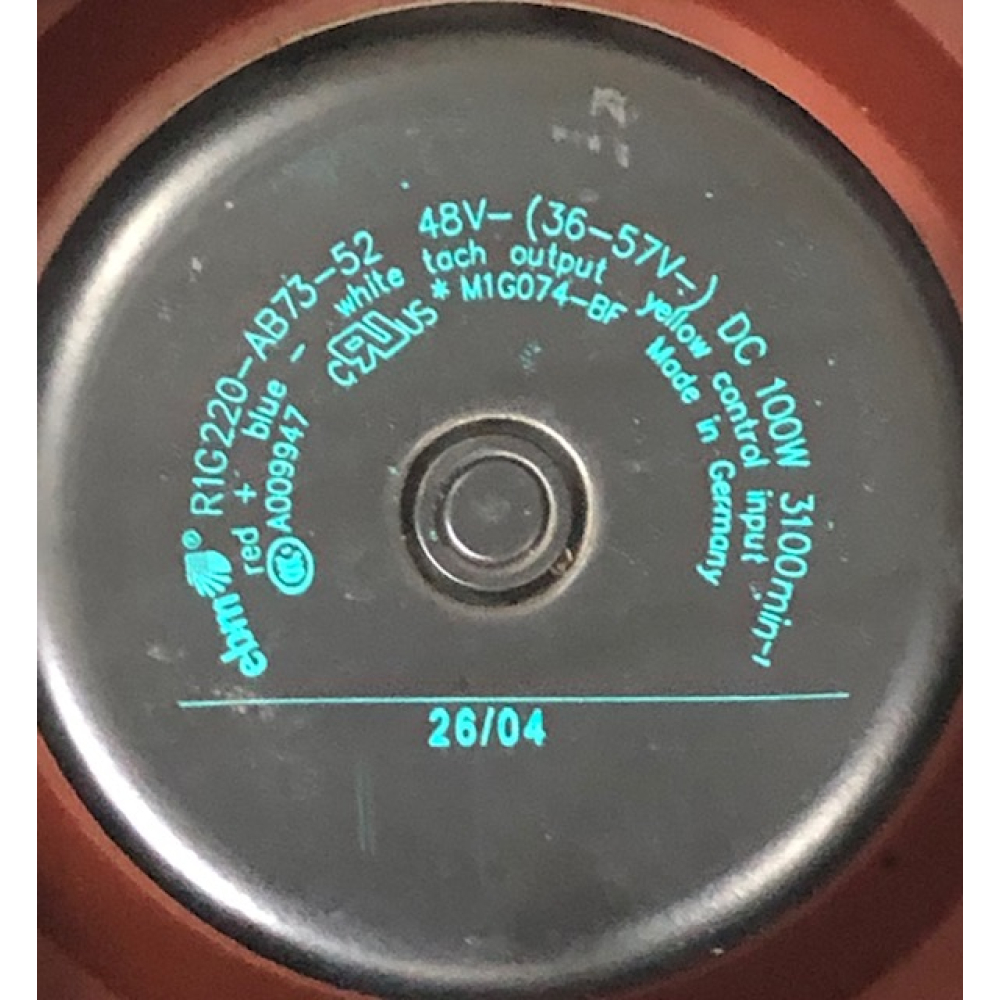 ebm R1G220-AB73-52 48V- (36-57V-) DC 100W 3100min-1
red + blue - white tach output yellow control input
A009947 c RU US * M1G074-BF Made in Germany
26/04